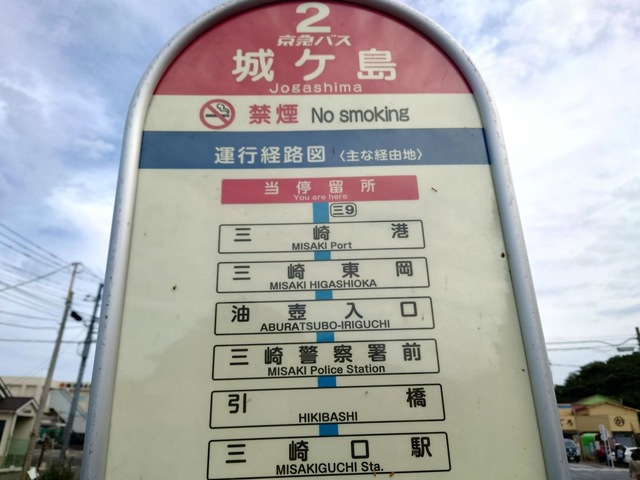 2
京急バス
城ケ島
Jogashima
禁煙 No smoking
運行経路図〈主な経由地〉
当停留所
You are here
三9
三崎港
MISAKI Port
三崎東岡
MISAKI HIGASHIOKA
油壺入口
ABURATSUBO-IRIGUCHI
三崎警察署前
MISAKI Police Station
引橋
HIKIBASHI
三崎口駅
MISAKIGUCHI Sta.